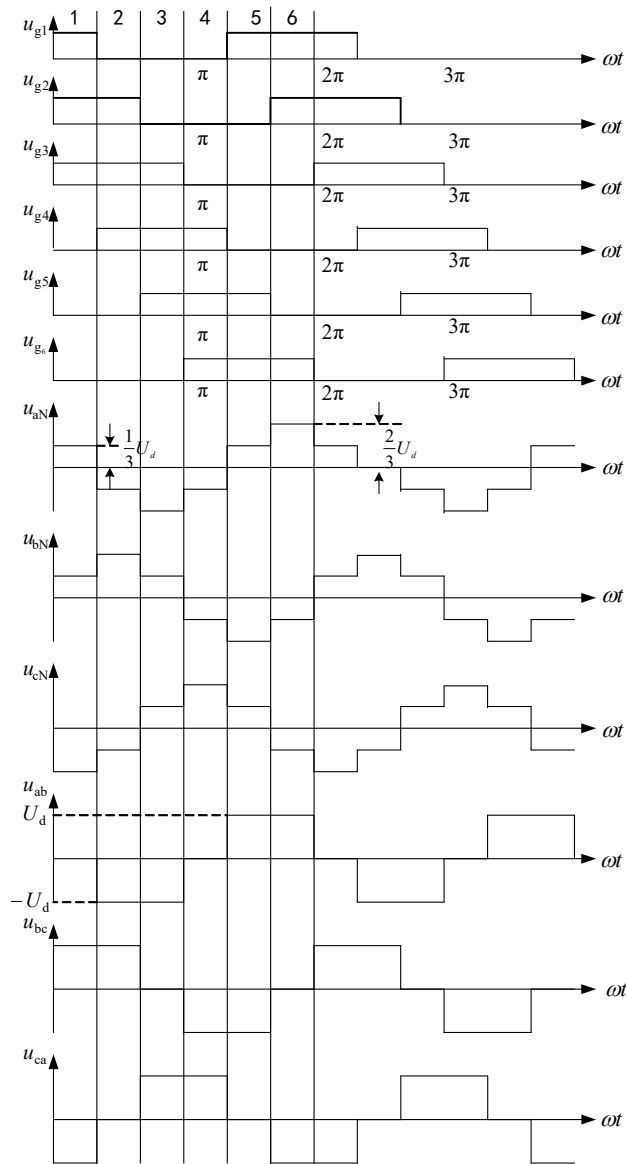 1 2 3 4 5 6
u_g1
ωt
π 2π 3π
u_g2
ωt
π 2π 3π
u_g3
ωt
π 2π 3π
u_g4
ωt
π 2π 3π
u_g5
ωt
π 2π 3π
u_g6
ωt
π 2π 3π
u_aN
1/3 U_d
2/3 U_d
ωt
u_bN
ωt
u_cN
ωt
u_ab
U_d
ωt
−U_d
u_bc
ωt
u_ca
ωt